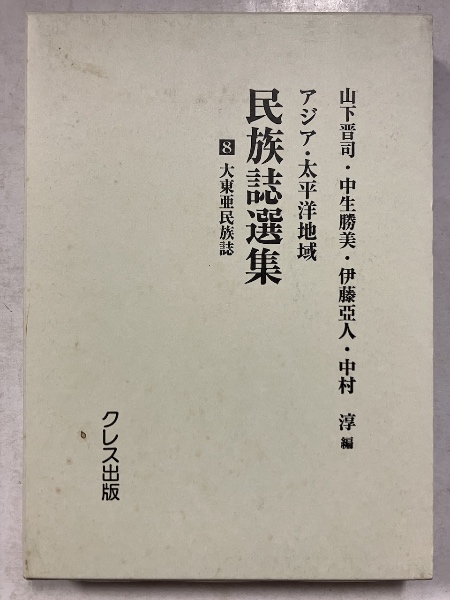 山下晋司・中生勝美・伊藤亞人・中村 淳 編
アジア・太平洋地域
民族誌選集
8 大東亜民族誌
クレス出版